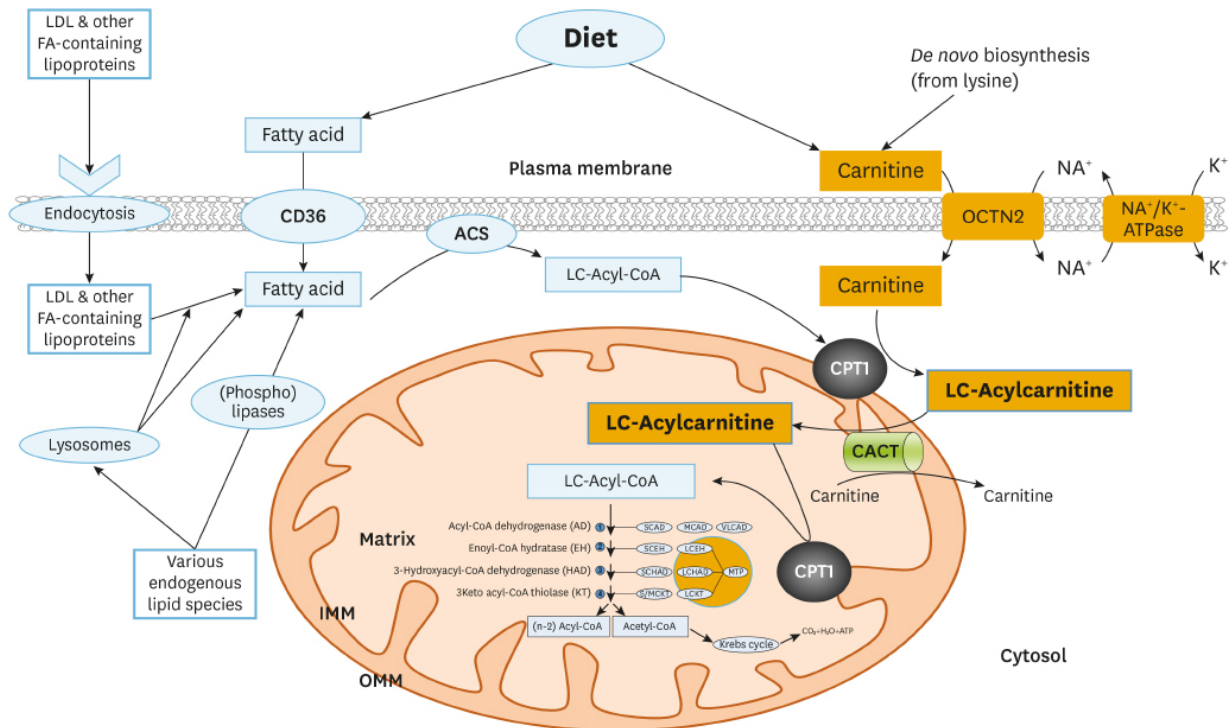 LDL & other
FA-containing
lipoproteins
Diet
De novo biosynthesis
(from lysine)
Fatty acid
Plasma membrane
Carnitine
NA⁺
K⁺
Endocytosis
CD36
ACS
OCTN2
NA⁺/K⁺-
ATPase
NA⁺
K⁺
LDL & other
FA-containing
lipoproteins
Fatty acid
LC-Acyl-CoA
Carnitine
CPT1
LC-Acylcarnitine
(Phospho)
lipases
LC-Acylcarnitine
Lysosomes
CACT
Carnitine
Carnitine
LC-Acyl-CoA
Matrix
Acyl-CoA dehydrogenase (AD)
1
SCAD
MCAD
VLCAD
Enoyl-CoA hydratase (EH)
2
SCEH
LCEH
3-Hydroxyacyl-CoA dehydrogenase (HAD)
3
SCHAD
LCHAD
MTP
3Keto acyl-CoA thiolase (KT)
4
S/MCKT
LCKT
CPT1
Various
endogenous
lipid species
IMM
(n-2) Acyl-CoA
Acetyl-CoA
Krebs cycle
CO₂+H₂O+ATP
OMM
Cytosol